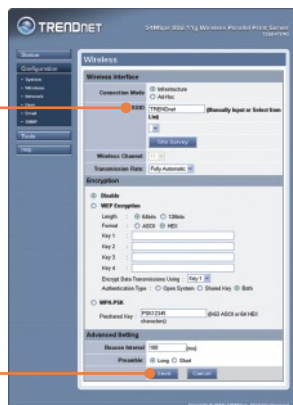 TRENDNET
54Mbps 802.11g Wireless Parallel Print Server
Status
Configuration
System
Wireless
Network
Email
SNMP
Tools
Help
Wireless
Wireless Interface
Connection Mode
Infrastructure
Ad-Hoc
SSID
TRENDnet
(Manually Input or Select from List)
Site Survey
Wireless Channel
Transmission Rate
Fully Automatic
Encryption
Disable
WEP Encryption
Length : 64bits 128bits
Format : ASCII HEX
Key 1 :
Key 2 :
Key 3 :
Key 4 :
Encrypt Data Transmissions Using : Key 1
Authentication Type : Open System Shared Key Both
WPA-PSK
Preshared Key :
PSK12345
(8-63 ASCII or 64 HEX characters)
Advanced Setting
Beacon Interval
100
(ms)
Preamble
Long Short
Save
Cancel